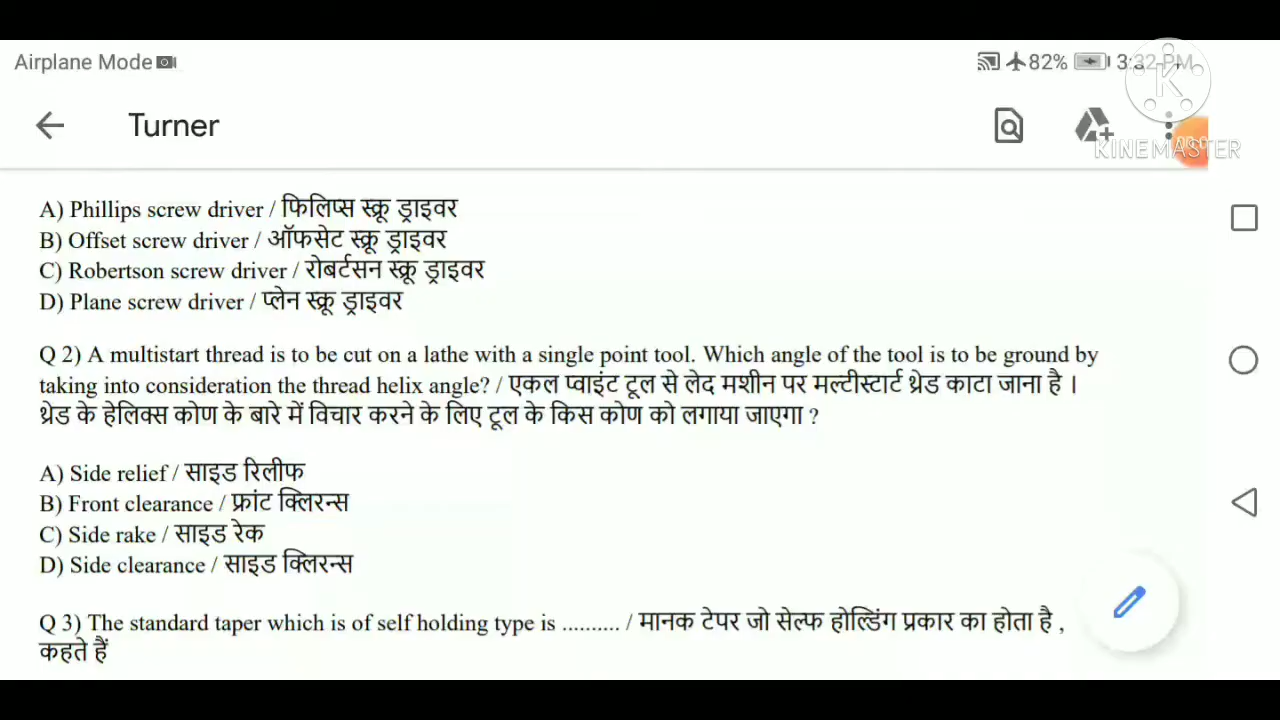 Airplane Mode 82% 3:32 PM
Turner
KINEMASTER
A) Phillips screw driver / फिलिप्स स्क्रू ड्राइवर
B) Offset screw driver / ऑफसेट स्क्रू ड्राइवर
C) Robertson screw driver / रोबर्टसन स्क्रू ड्राइवर
D) Plane screw driver / प्लेन स्क्रू ड्राइवर
Q 2) A multistart thread is to be cut on a lathe with a single point tool. Which angle of the tool is to be ground by
taking into consideration the thread helix angle? / एकल प्वाइंट टूल से लेद मशीन पर मल्टीस्टार्ट थ्रेड काटा जाना है ।
थ्रेड के हेलिक्स कोण के बारे में विचार करने के लिए टूल के किस कोण को लगाया जाएगा ?
A) Side relief / साइड रिलीफ
B) Front clearance / फ्रांट क्लिरन्स
C) Side rake / साइड रेक
D) Side clearance / साइड क्लिरन्स
Q 3) The standard taper which is of self holding type is .......... / मानक टेपर जो सेल्फ होल्डिंग प्रकार का होता है ,
कहते हैं